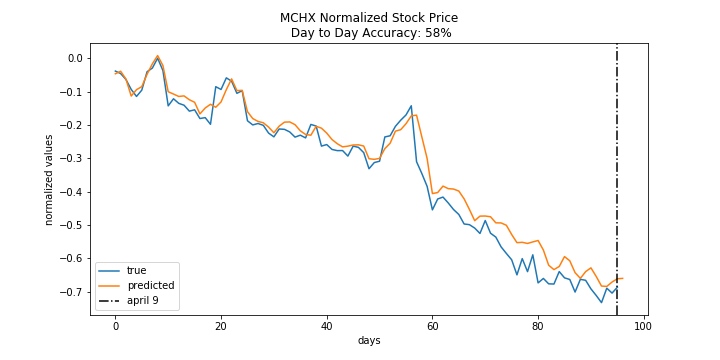 MCHX Normalized Stock Price
Day to Day Accuracy: 58%
normalized values
0.0
−0.1
−0.2
−0.3
−0.4
−0.5
−0.6
−0.7
true
predicted
april 9
0 20 40 60 80 100
days